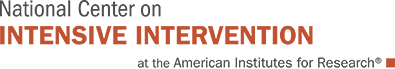 National Center on
INTENSIVE INTERVENTION
at the American Institutes for Research®